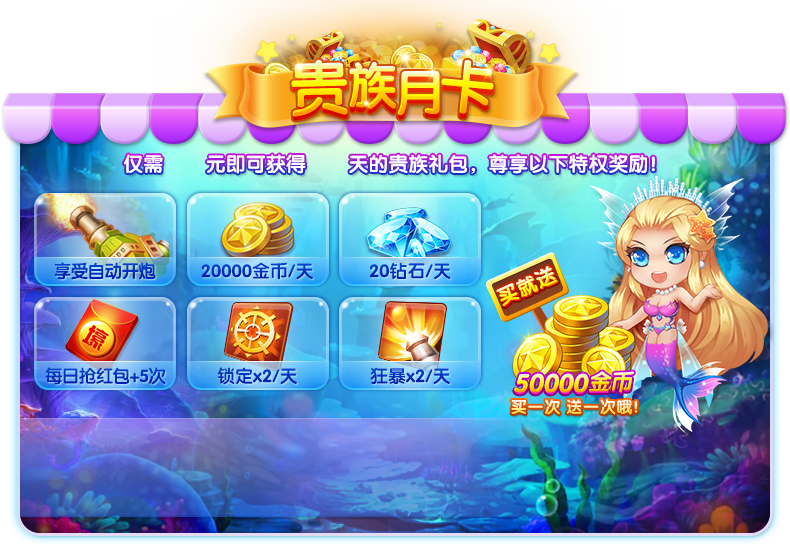 贵族月卡
仅需 元即可获得 天的贵族礼包，尊享以下特权奖励！
享受自动开炮
20000金币/天
20钻石/天
买就送
壕
每日抢红包+5次
锁定x2/天
狂暴x2/天
50000金币
买一次 送一次哦!